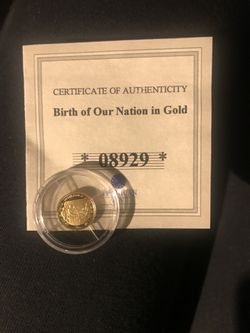 CERTIFICATE OF AUTHENTICITY
Birth of Our Nation in Gold
* 08929 *